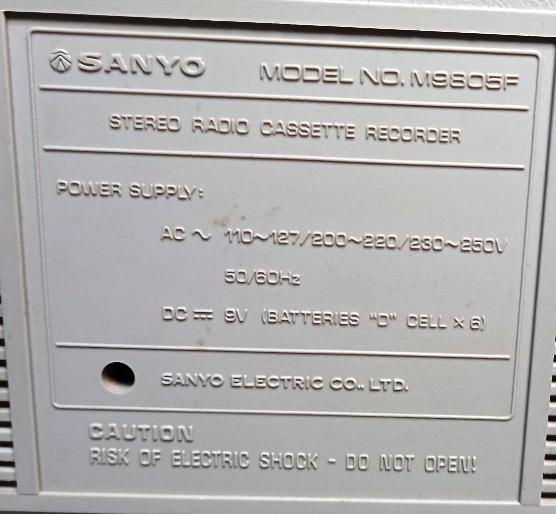 SANYO MODEL NO. M9805F
STEREO RADIO CASSETTE RECORDER
POWER SUPPLY:
AC ~ 110~127/200~220/230~250V
50/60Hz
DC ⎓ 9V (BATTERIES "D" CELL × 6)
SANYO ELECTRIC CO., LTD.
CAUTION
RISK OF ELECTRIC SHOCK - DO NOT OPEN!